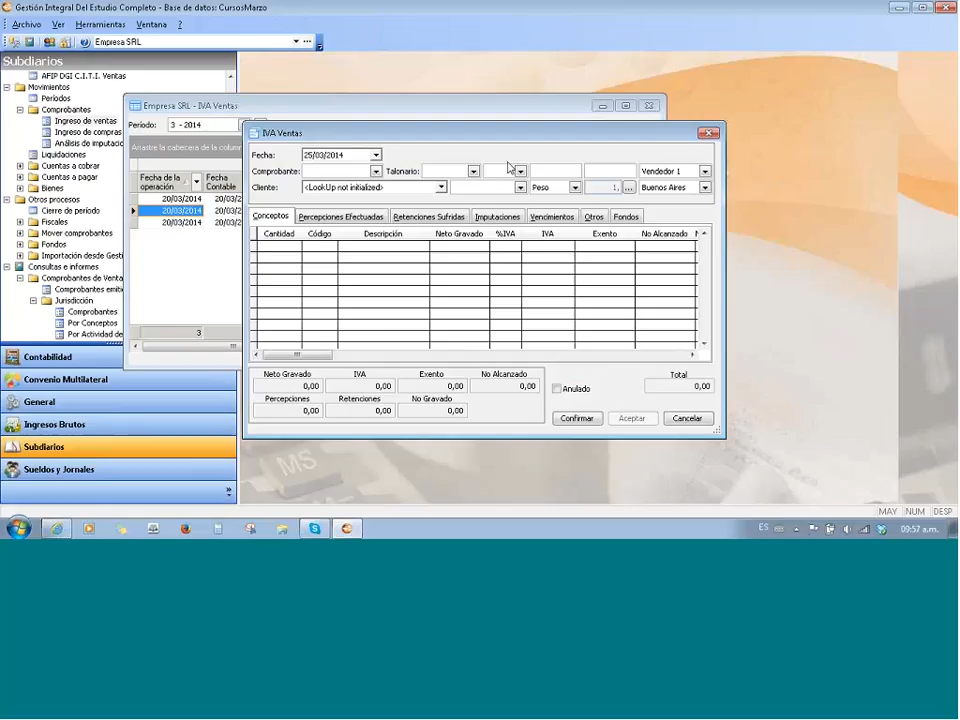 Gestión Integral Del Estudio Completo - Base de datos: CursosMarzo
Archivo Ver Herramientas Ventana ?
Empresa SRL
Subdiarios
AFIP DGI C.I.T.I. Ventas
Movimientos
Períodos
Comprobantes
Ingreso de ventas
Ingreso de compras
Análisis de imputacio
Liquidaciones
Cuentas a cobrar
Cuentas a pagar
Bienes
Otros procesos
Cierre de período
Fiscales
Mover comprobantes
Fondos
Importación desde Gesti
Consultas e informes
Comprobantes de Venta
Comprobantes emiti
Jurisdicción
Comprobantes
Por Conceptos
Por Actividad de
Contabilidad
Convenio Multilateral
General
Ingresos Brutos
Subdiarios
Sueldos y Jornales
Empresa SRL - IVA Ventas
Período: 3 - 2014
Arrastre la cabecera de la column
Fecha de la operación
Fecha Contable
20/03/2014 20/03/20
20/03/2014 20/03/20
20/03/2014 20/03/20
3
IVA Ventas
Fecha: 25/03/2014
Comprobante: Talonario: Vendedor 1
Cliente: <LookUp not initialized> Peso 1, ... Buenos Aires
Conceptos Percepciones Efectuadas Retenciones Sufridas Imputaciones Vencimientos Otros Fondos
Cantidad Código Descripción Neto Gravado %IVA IVA Exento No Alcanzado
Neto Gravado IVA Exento No Alcanzado Total
0,00 0,00 0,00 0,00 Anulado 0,00
Percepciones Retenciones No Gravado
0,00 0,00 0,00
Confirmar Aceptar Cancelar
MAY NUM DESP
ES 09:57 a.m.